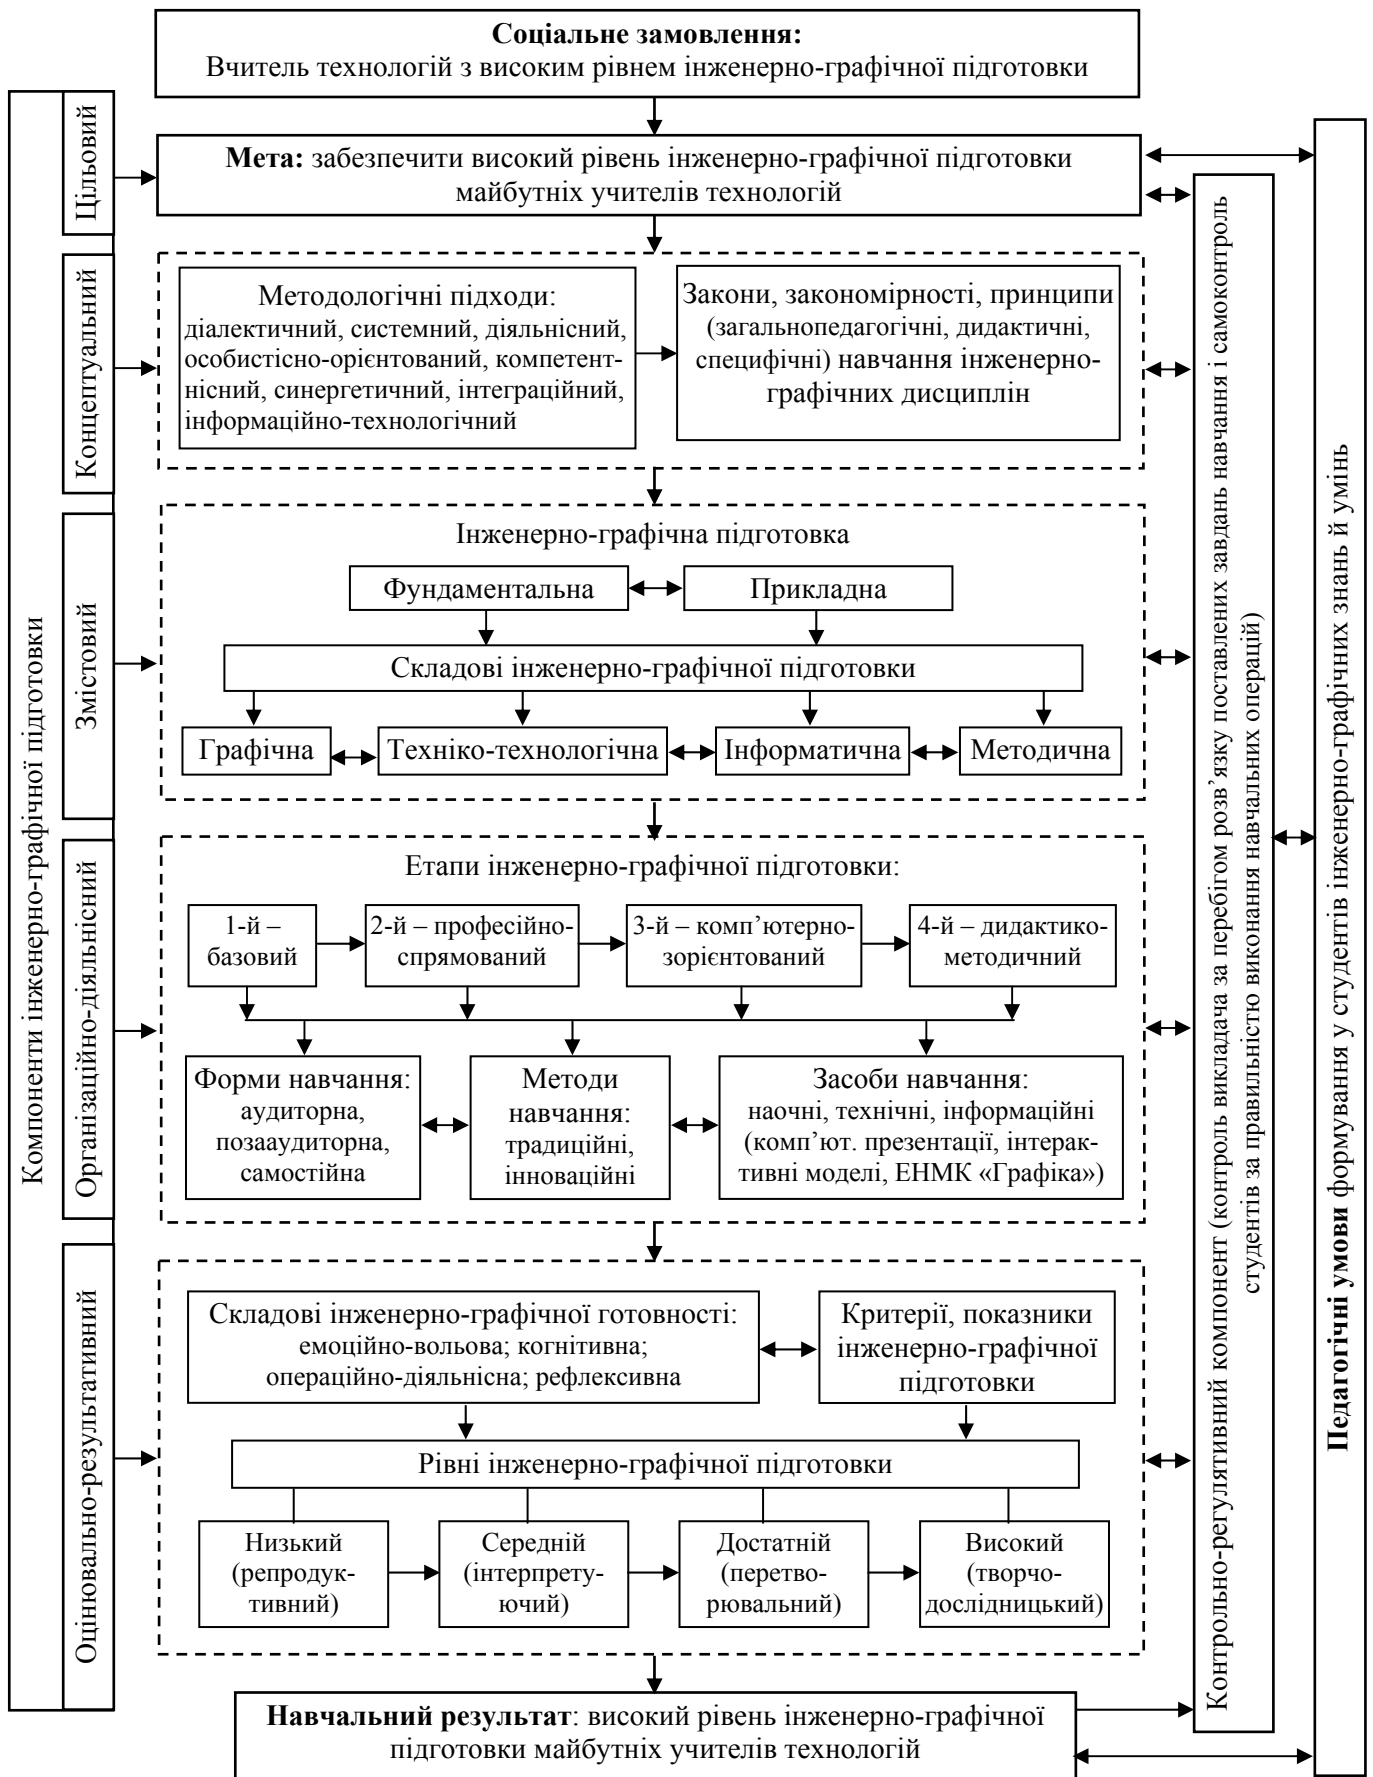 Соціальне замовлення:
Вчитель технологій з високим рівнем інженерно-графічної підготовки
Компоненти інженерно-графічної підготовки
Цільовий
Мета: забезпечити високий рівень інженерно-графічної підготовки
майбутніх учителів технологій
Концептуальний
Методологічні підходи:
діалектичний, системний, діяльнісний,
особистісно-орієнтований, компетент-
нісний, синергетичний, інтеграційний,
інформаційно-технологічний
Закони, закономірності, принципи
(загальнопедагогічні, дидактичні,
специфічні) навчання інженерно-
графічних дисциплін
Змістовий
Інженерно-графічна підготовка
Фундаментальна
Прикладна
Складові інженерно-графічної підготовки
Графічна
Техніко-технологічна
Інформатична
Методична
Організаційно-діяльнісний
Етапи інженерно-графічної підготовки:
1-й –
базовий
2-й – професійно-
спрямований
3-й – комп’ютерно-
зорієнтований
4-й – дидактико-
методичний
Форми навчання:
аудиторна,
позааудиторна,
самостійна
Методи
навчання:
традиційні,
інноваційні
Засоби навчання:
наочні, технічні, інформаційні
(комп’ют. презентації, інтерак-
тивні моделі, ЕНМК «Графіка»)
Оцінювально-результативний
Складові інженерно-графічної готовності:
емоційно-вольова; когнітивна;
операційно-діяльнісна; рефлексивна
Критерії, показники
інженерно-графічної
підготовки
Рівні інженерно-графічної підготовки
Низький
(репродук-
тивний)
Середній
(інтерпрету-
ючий)
Достатній
(перетво-
рювальний)
Високий
(творчо-
дослідницький)
Навчальний результат: високий рівень інженерно-графічної
підготовки майбутніх учителів технологій
Контрольно-регулятивний компонент (контроль викладача за перебігом розв’язку поставлених завдань навчання і самоконтроль
студентів за правильністю виконання навчальних операцій)
Педагогічні умови формування у студентів інженерно-графічних знань й умінь